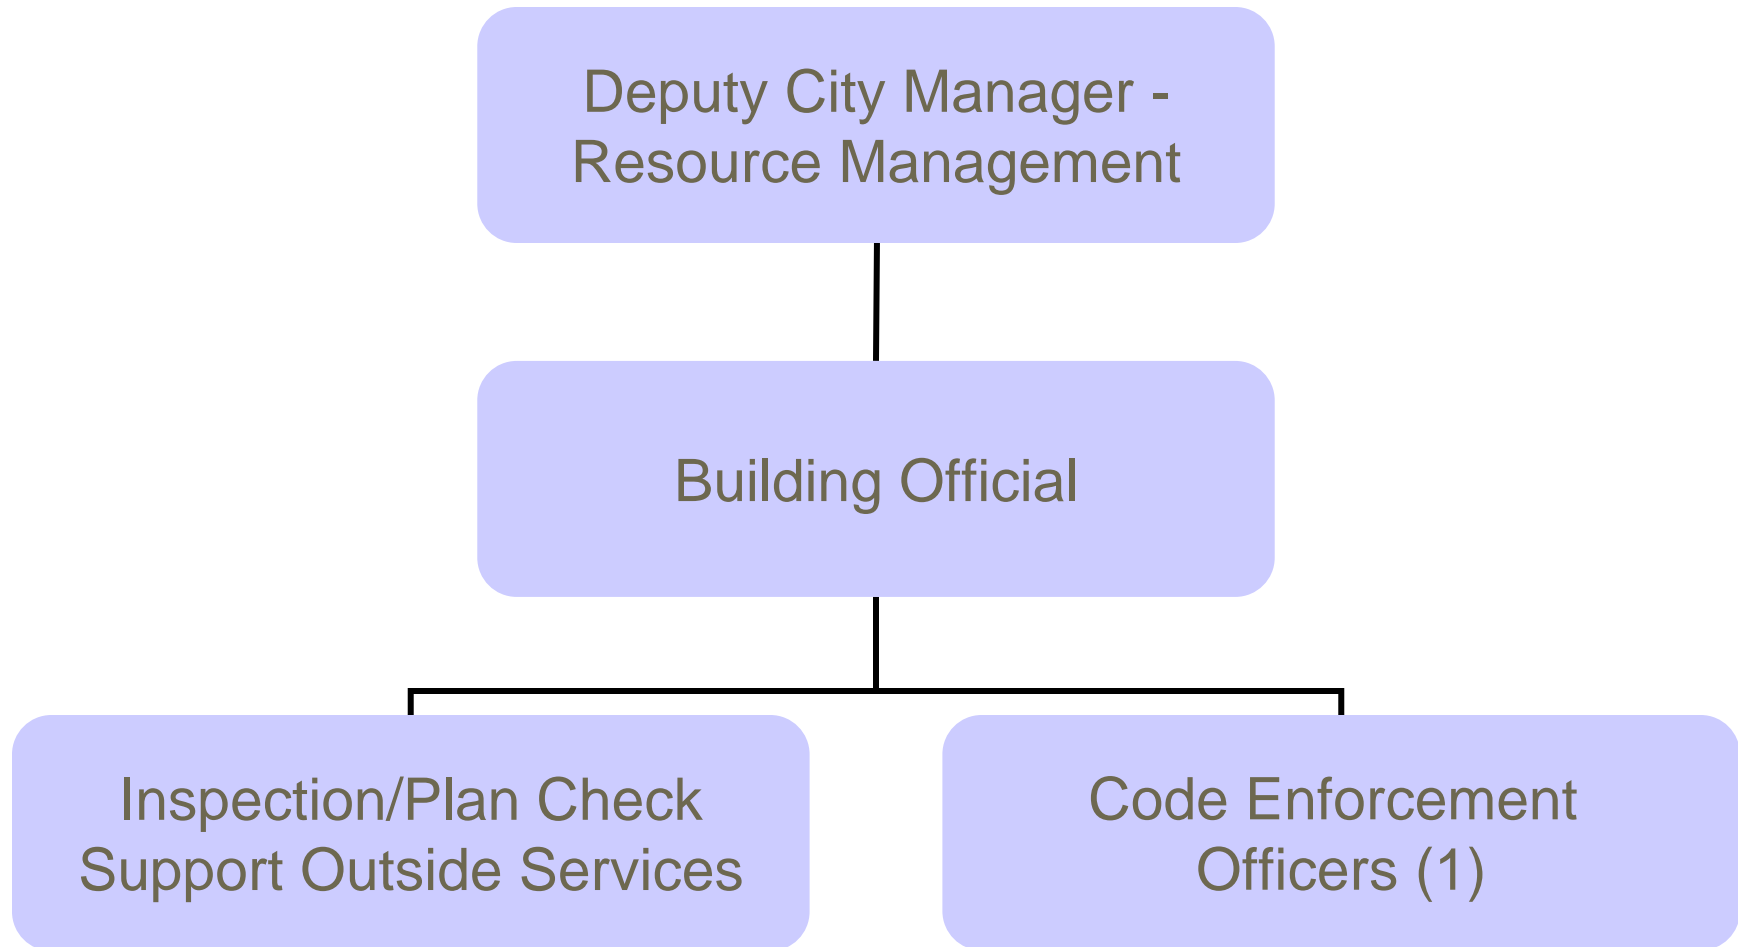 Deputy City Manager -
Resource Management
Building Official
Inspection/Plan Check
Support Outside Services
Code Enforcement
Officers (1)